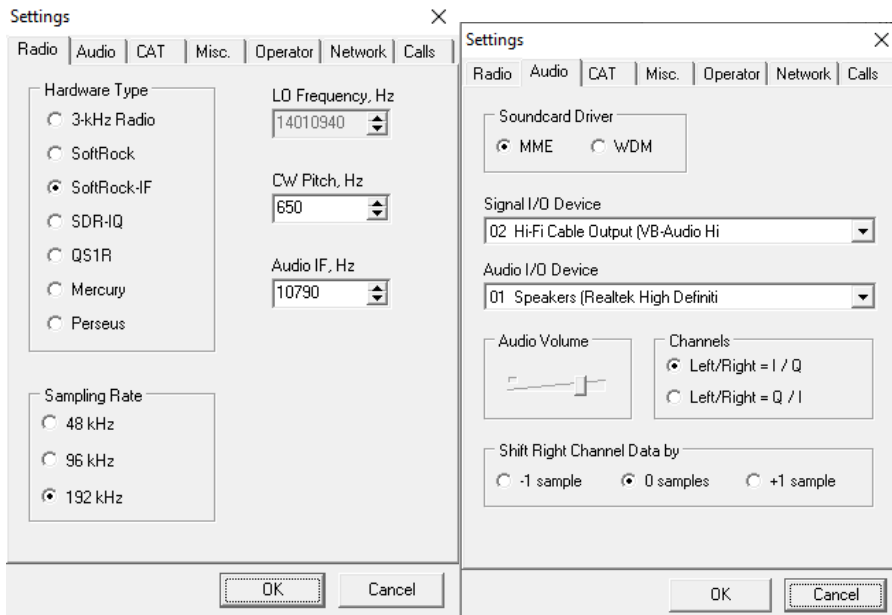 Settings
Radio Audio CAT Misc. Operator Network Calls
Hardware Type
3-kHz Radio
SoftRock
SoftRock-IF
SDR-IQ
QS1R
Mercury
Perseus
LO Frequency, Hz
14010940
CW Pitch, Hz
650
Audio IF, Hz
10790
Sampling Rate
48 kHz
96 kHz
192 kHz
OK Cancel
Settings
Radio Audio CAT Misc. Operator Network Calls
Soundcard Driver
MME WDM
Signal I/O Device
02 Hi-Fi Cable Output (VB-Audio Hi
Audio I/O Device
01 Speakers (Realtek High Definiti
Audio Volume
Channels
Left/Right = I / Q
Left/Right = Q / I
Shift Right Channel Data by
-1 sample 0 samples +1 sample
OK Cancel